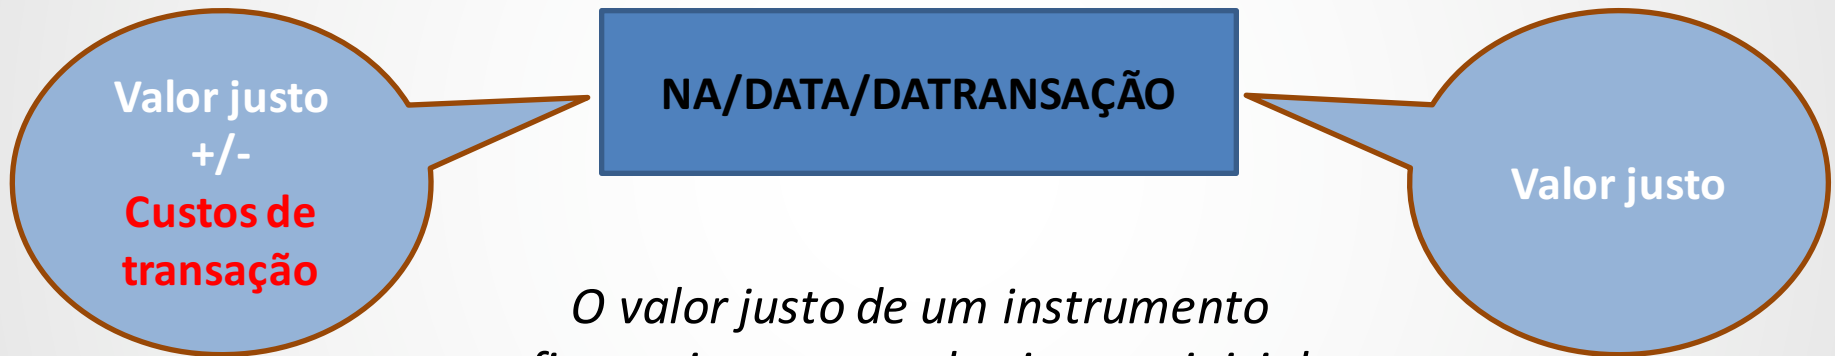 Valor justo
+/-
Custos de
transação
NA/DATA/DATRANSAÇÃO
Valor justo
O valor justo de um instrumento